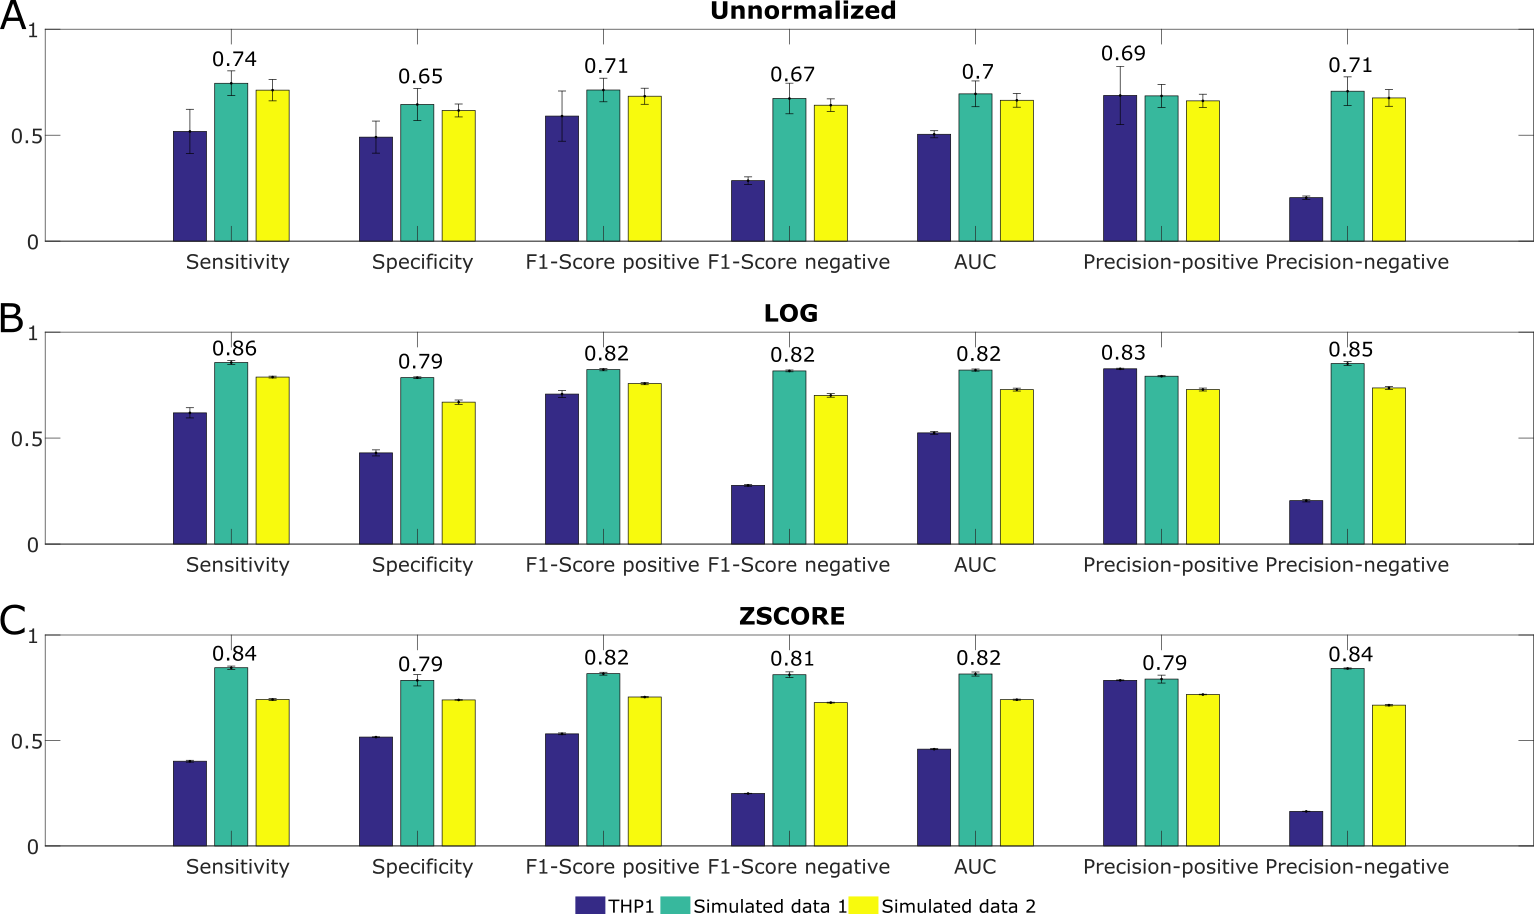 A
Unnormalized
1
0.74
0.65
0.71
0.67
0.7
0.69
0.71
0.5
0
Sensitivity
Specificity
F1-Score positive
F1-Score negative
AUC
Precision-positive
Precision-negative
B
LOG
1
0.86
0.79
0.82
0.82
0.82
0.83
0.85
0.5
0
Sensitivity
Specificity
F1-Score positive
F1-Score negative
AUC
Precision-positive
Precision-negative
C
ZSCORE
1
0.84
0.79
0.82
0.81
0.82
0.79
0.84
0.5
0
Sensitivity
Specificity
F1-Score positive
F1-Score negative
AUC
Precision-positive
Precision-negative
THP1
Simulated data 1
Simulated data 2